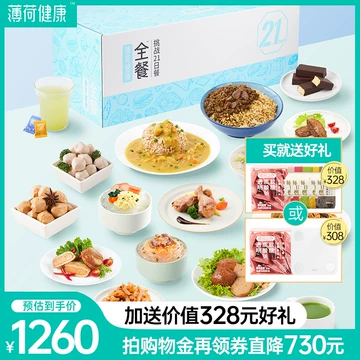 薄荷健康
全餐
挑战21日餐
21
买就送好礼
价值
¥328
或
价值
¥308
预估到手价
¥1260
加送价值328元好礼
拍购物金再领券直降730元